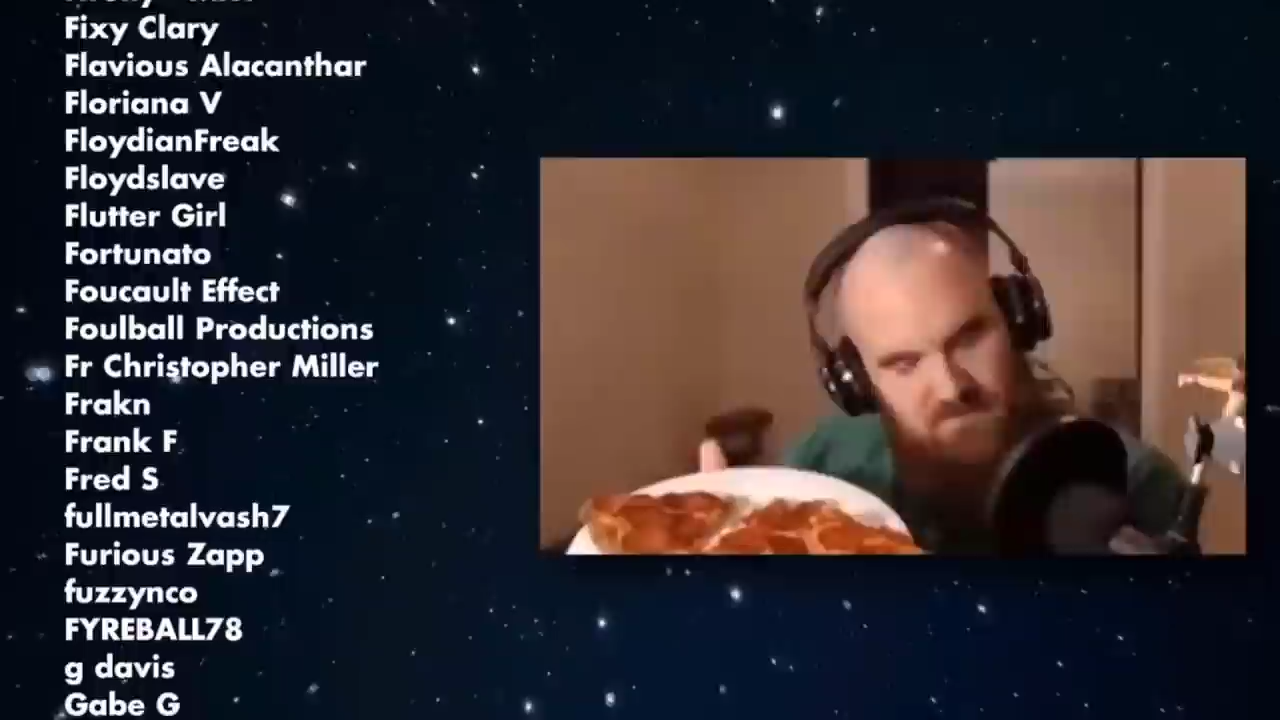 Fixy Clary
Flavious Alacanthar
Floriana V
FloydianFreak
Floydslave
Flutter Girl
Fortunato
Foucault Effect
Foulball Productions
Fr Christopher Miller
Frakn
Frank F
Fred S
fullmetalvash7
Furious Zapp
fuzzynco
FYREBALL78
g davis
Gabe G